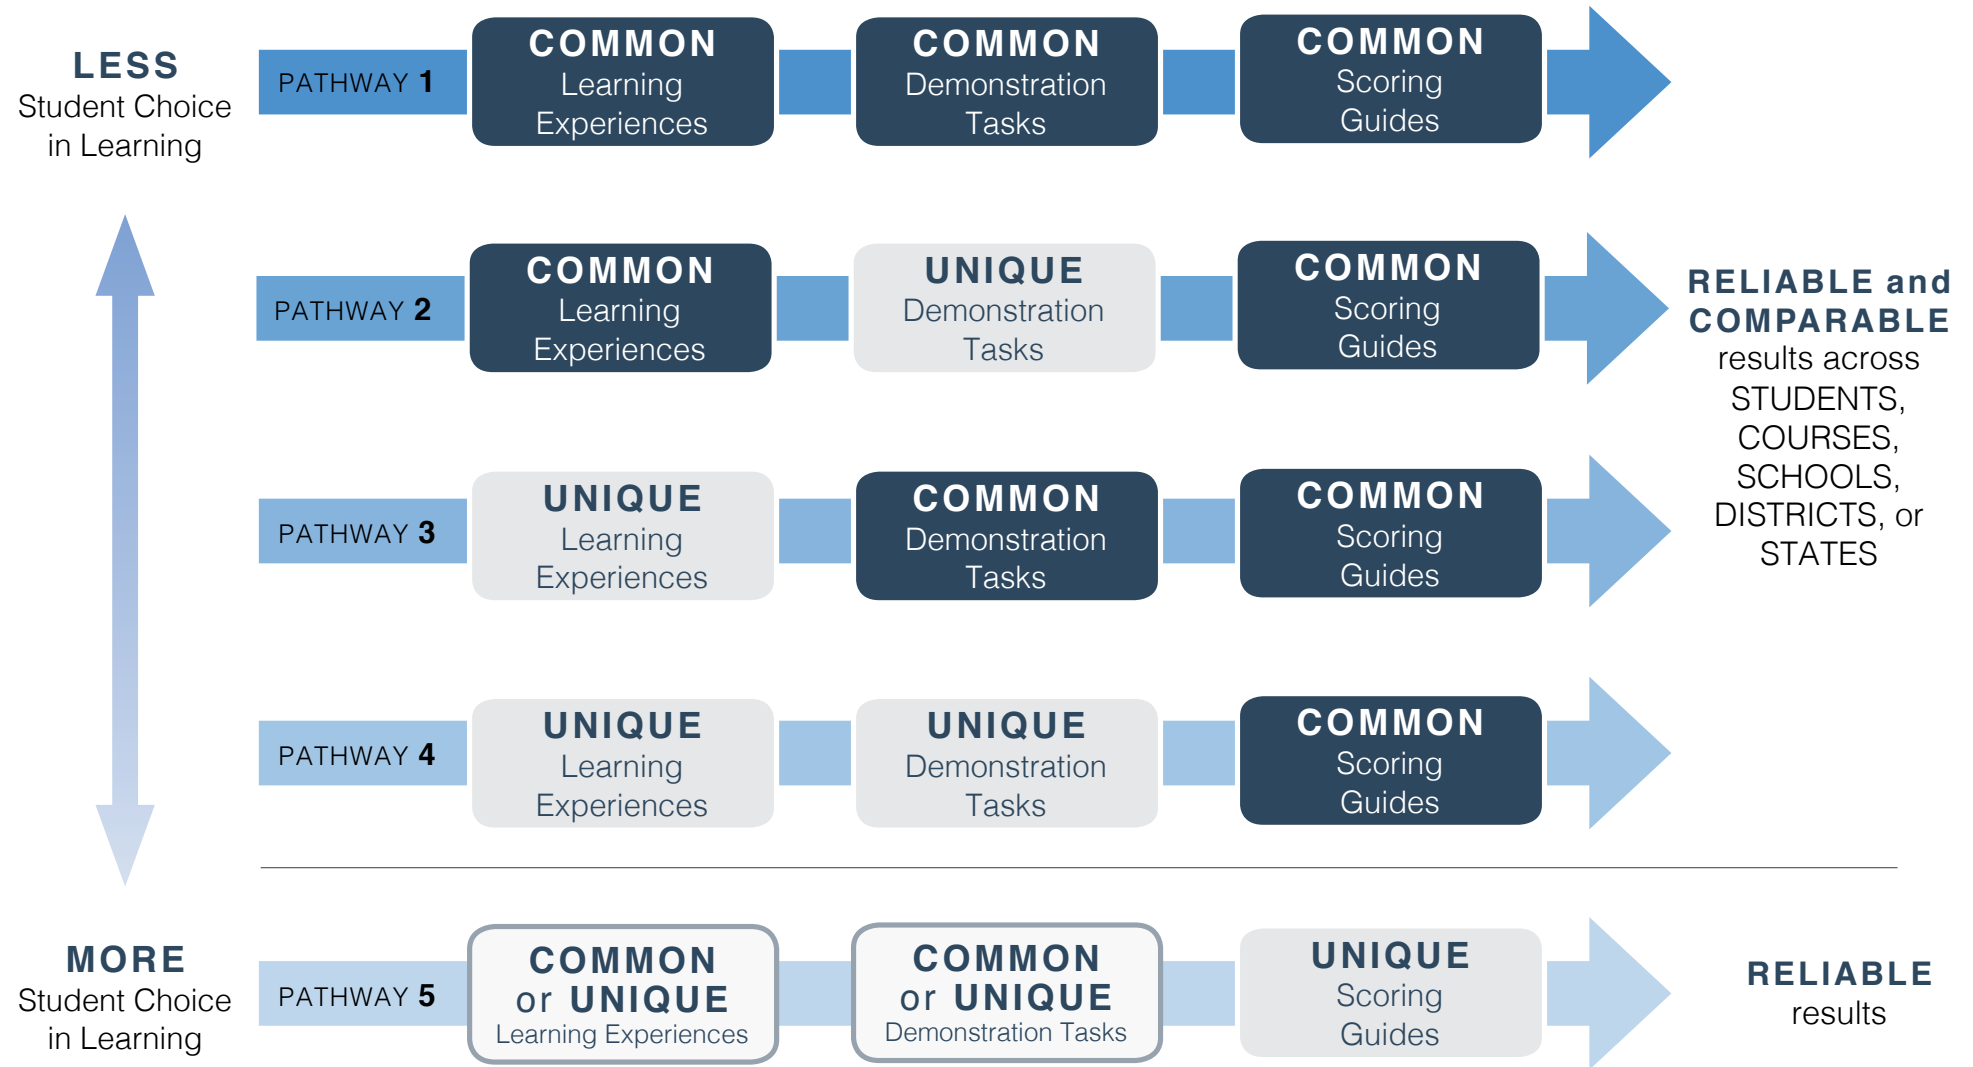 LESS
Student Choice
in Learning
PATHWAY 1
COMMON
Learning
Experiences
COMMON
Demonstration
Tasks
COMMON
Scoring
Guides
PATHWAY 2
COMMON
Learning
Experiences
UNIQUE
Demonstration
Tasks
COMMON
Scoring
Guides
PATHWAY 3
UNIQUE
Learning
Experiences
COMMON
Demonstration
Tasks
COMMON
Scoring
Guides
PATHWAY 4
UNIQUE
Learning
Experiences
UNIQUE
Demonstration
Tasks
COMMON
Scoring
Guides
RELIABLE and
COMPARABLE
results across
STUDENTS,
COURSES,
SCHOOLS,
DISTRICTS, or
STATES
MORE
Student Choice
in Learning
PATHWAY 5
COMMON
or UNIQUE
Learning Experiences
COMMON
or UNIQUE
Demonstration Tasks
UNIQUE
Scoring
Guides
RELIABLE
results